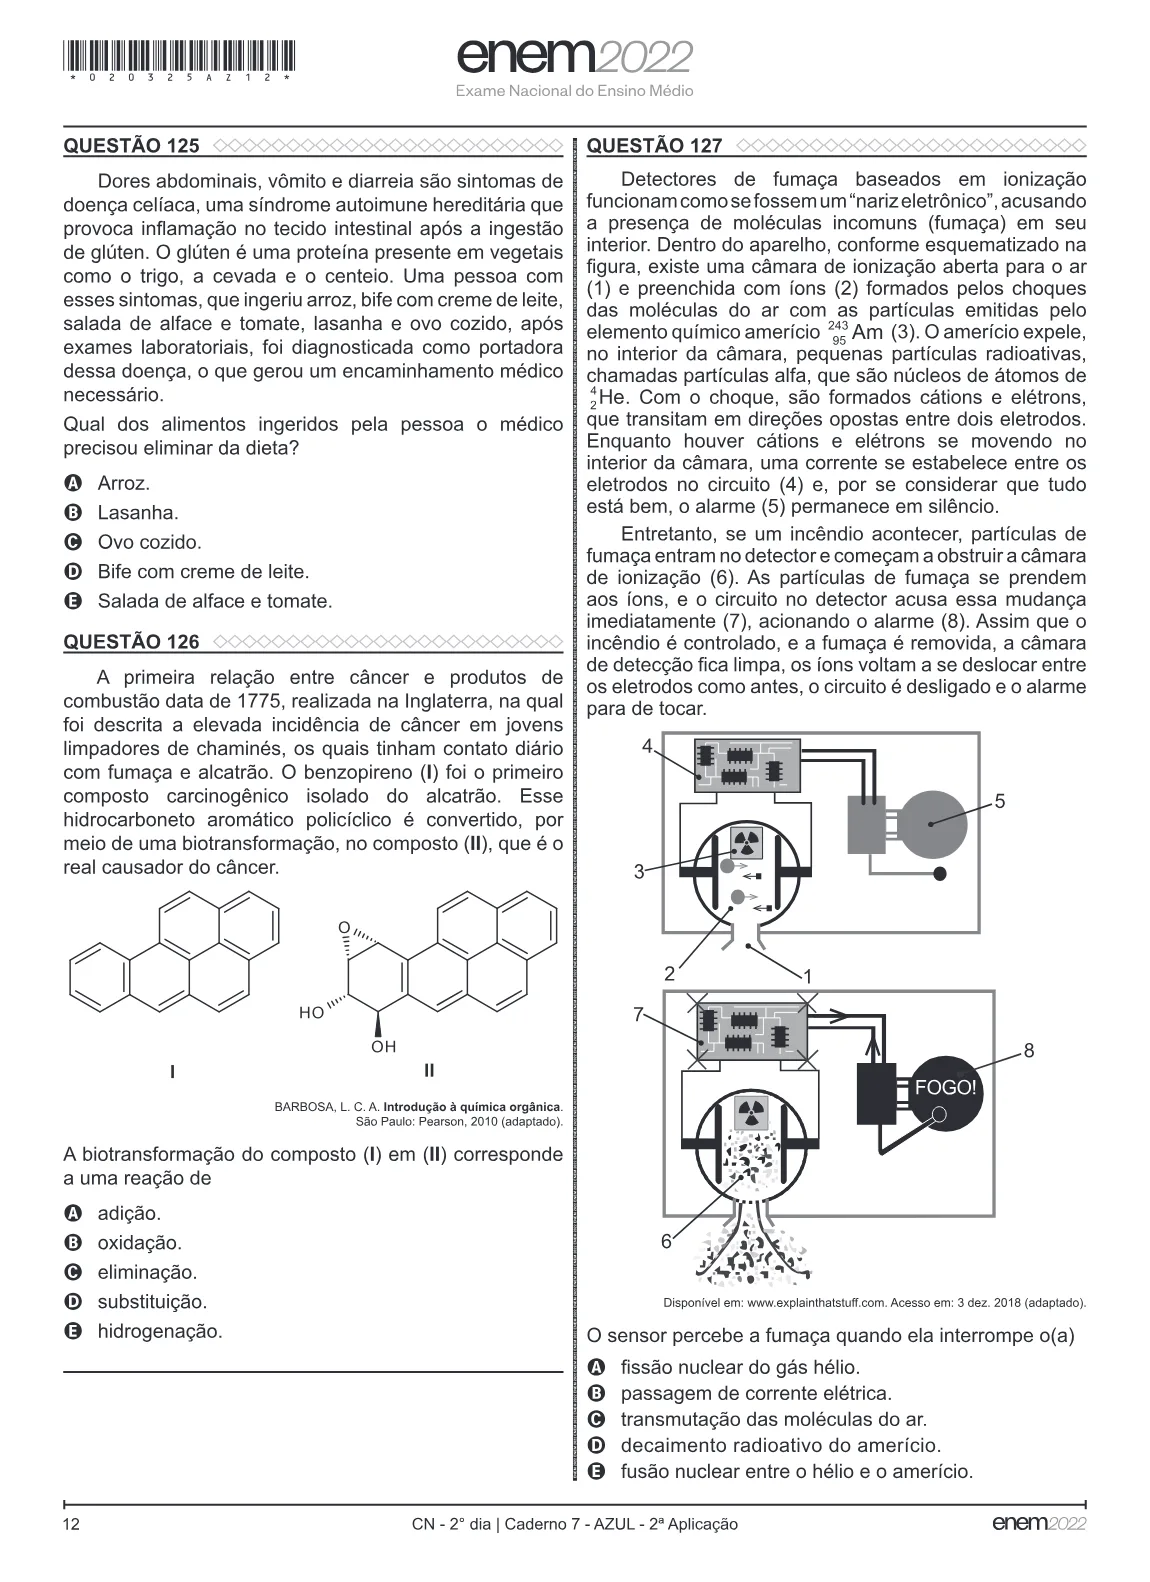 *020325AZ12*
enem2022
Exame Nacional do Ensino Médio
QUESTÃO 125
Dores abdominais, vômito e diarreia são sintomas de
doença celíaca, uma síndrome autoimune hereditária que
provoca inflamação no tecido intestinal após a ingestão
de glúten. O glúten é uma proteína presente em vegetais
como o trigo, a cevada e o centeio. Uma pessoa com
esses sintomas, que ingeriu arroz, bife com creme de leite,
salada de alface e tomate, lasanha e ovo cozido, após
exames laboratoriais, foi diagnosticada como portadora
dessa doença, o que gerou um encaminhamento médico
necessário.
Qual dos alimentos ingeridos pela pessoa o médico
precisou eliminar da dieta?
A Arroz.
B Lasanha.
C Ovo cozido.
D Bife com creme de leite.
E Salada de alface e tomate.
QUESTÃO 126
A primeira relação entre câncer e produtos de
combustão data de 1775, realizada na Inglaterra, na qual
foi descrita a elevada incidência de câncer em jovens
limpadores de chaminés, os quais tinham contato diário
com fumaça e alcatrão. O benzopireno (I) foi o primeiro
composto carcinogênico isolado do alcatrão. Esse
hidrocarboneto aromático policíclico é convertido, por
meio de uma biotransformação, no composto (II), que é o
real causador do câncer.
O
HO
OH
I
II
BARBOSA, L. C. A. Introdução à química orgânica.
São Paulo: Pearson, 2010 (adaptado).
A biotransformação do composto (I) em (II) corresponde
a uma reação de
A adição.
B oxidação.
C eliminação.
D substituição.
E hidrogenação.
QUESTÃO 127
Detectores de fumaça baseados em ionização
funcionam como se fossem um “nariz eletrônico”, acusando
a presença de moléculas incomuns (fumaça) em seu
interior. Dentro do aparelho, conforme esquematizado na
figura, existe uma câmara de ionização aberta para o ar
(1) e preenchida com íons (2) formados pelos choques
das moléculas do ar com as partículas emitidas pelo
elemento químico amerício 243 95 Am (3). O amerício expele,
no interior da câmara, pequenas partículas radioativas,
chamadas partículas alfa, que são núcleos de átomos de
4 2 He. Com o choque, são formados cátions e elétrons,
que transitam em direções opostas entre dois eletrodos.
Enquanto houver cátions e elétrons se movendo no
interior da câmara, uma corrente se estabelece entre os
eletrodos no circuito (4) e, por se considerar que tudo
está bem, o alarme (5) permanece em silêncio.
Entretanto, se um incêndio acontecer, partículas de
fumaça entram no detector e começam a obstruir a câmara
de ionização (6). As partículas de fumaça se prendem
aos íons, e o circuito no detector acusa essa mudança
imediatamente (7), acionando o alarme (8). Assim que o
incêndio é controlado, e a fumaça é removida, a câmara
de detecção fica limpa, os íons voltam a se deslocar entre
os eletrodos como antes, o circuito é desligado e o alarme
para de tocar.
4
5
3
2
1
7
8
FOGO!
6
Disponível em: www.explainthatstuff.com. Acesso em: 3 dez. 2018 (adaptado).
O sensor percebe a fumaça quando ela interrompe o(a)
A fissão nuclear do gás hélio.
B passagem de corrente elétrica.
C transmutação das moléculas do ar.
D decaimento radioativo do amerício.
E fusão nuclear entre o hélio e o amerício.
12
CN - 2° dia | Caderno 7 - AZUL - 2ª Aplicação
enem2022